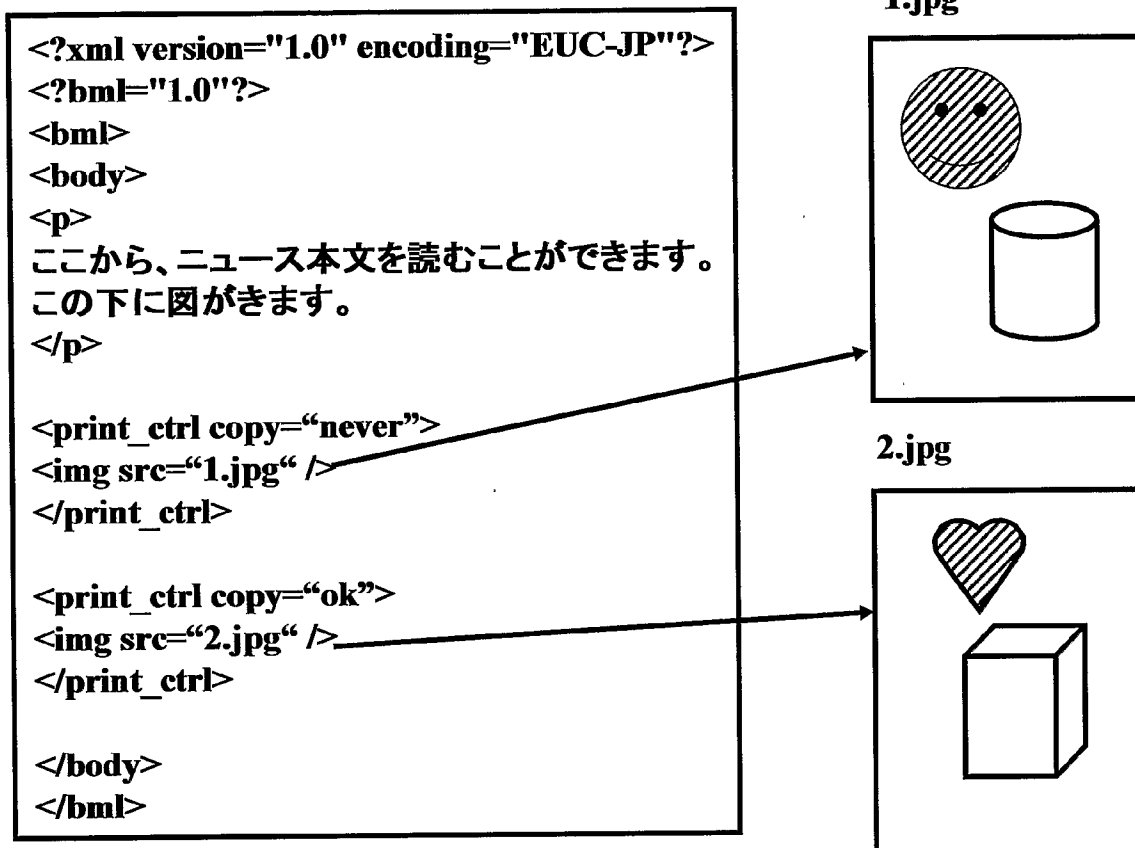 <?xml version="1.0" encoding="EUC-JP"?>
<?bml="1.0"?>
<bml>
<body>
<p>
ここから、ニュース本文を読むことができます。
この下に図がきます。
</p>
<print_ctrl copy=“never”>
<img src=“1.jpg“ />
</print_ctrl>
<print_ctrl copy=“ok”>
<img src=“2.jpg“ />
</print_ctrl>
</body>
</bml>
1.jpg
2.jpg